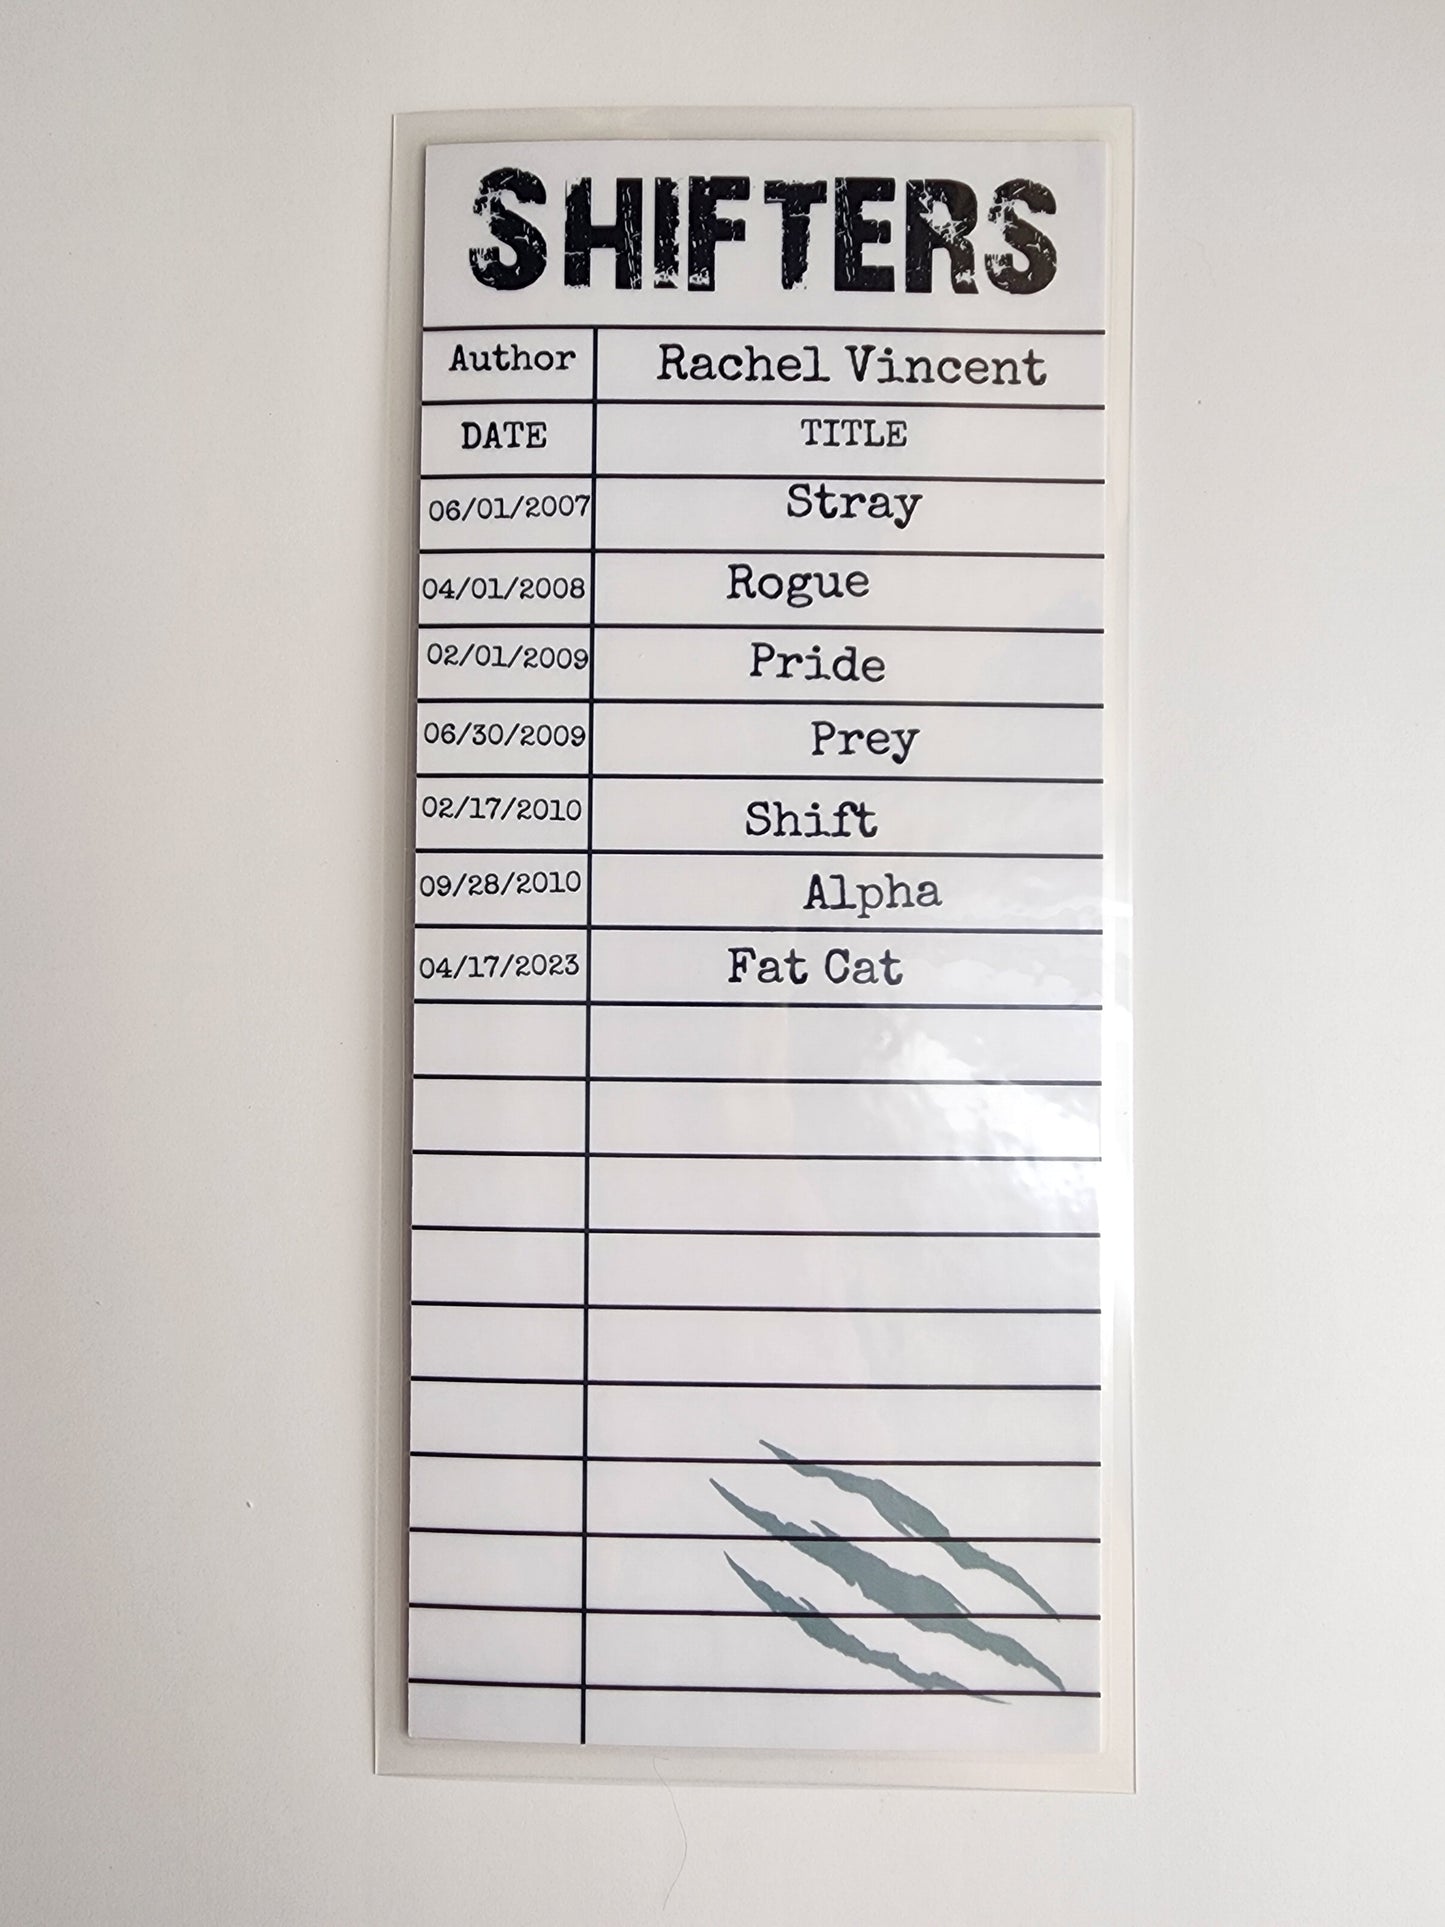 SHIFTERS
Author Rachel Vincent
DATE TITLE
06/01/2007 Stray
04/01/2008 Rogue
02/01/2009 Pride
06/30/2009 Prey
02/17/2010 Shift
09/28/2010 Alpha
04/17/2023 Fat Cat